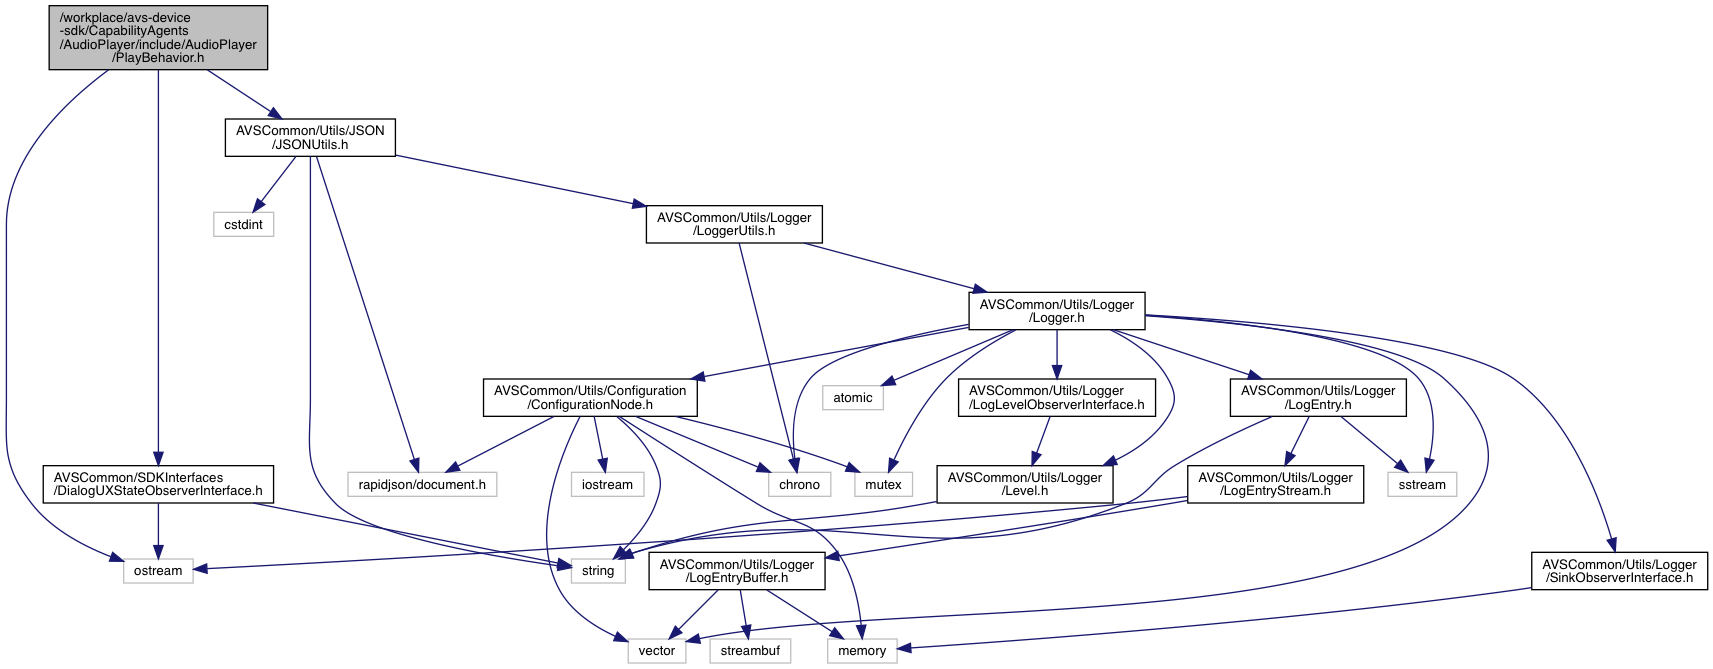 /workplace/avs-device
-sdk/CapabilityAgents
/AudioPlayer/include/AudioPlayer
/PlayBehavior.h
AVSCommon/Utils/JSON
/JSONUtils.h
cstdint
AVSCommon/Utils/Logger
/LoggerUtils.h
AVSCommon/Utils/Logger
/Logger.h
AVSCommon/Utils/Configuration
/ConfigurationNode.h
atomic
AVSCommon/Utils/Logger
/LogLevelObserverInterface.h
AVSCommon/Utils/Logger
/LogEntry.h
AVSCommon/SDKInterfaces
/DialogUXStateObserverInterface.h
rapidjson/document.h
iostream
chrono
mutex
AVSCommon/Utils/Logger
/Level.h
AVSCommon/Utils/Logger
/LogEntryStream.h
sstream
ostream
string
AVSCommon/Utils/Logger
/LogEntryBuffer.h
AVSCommon/Utils/Logger
/SinkObserverInterface.h
vector
streambuf
memory